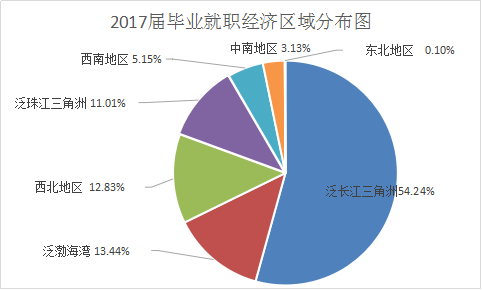 2017届毕业就职经济区域分布图
中南地区 3.13%
东北地区 0.10%
西南地区 5.15%
泛珠江三角洲 11.01%
西北地区 12.83%
泛长江三角洲54.24%
泛渤海湾 13.44%